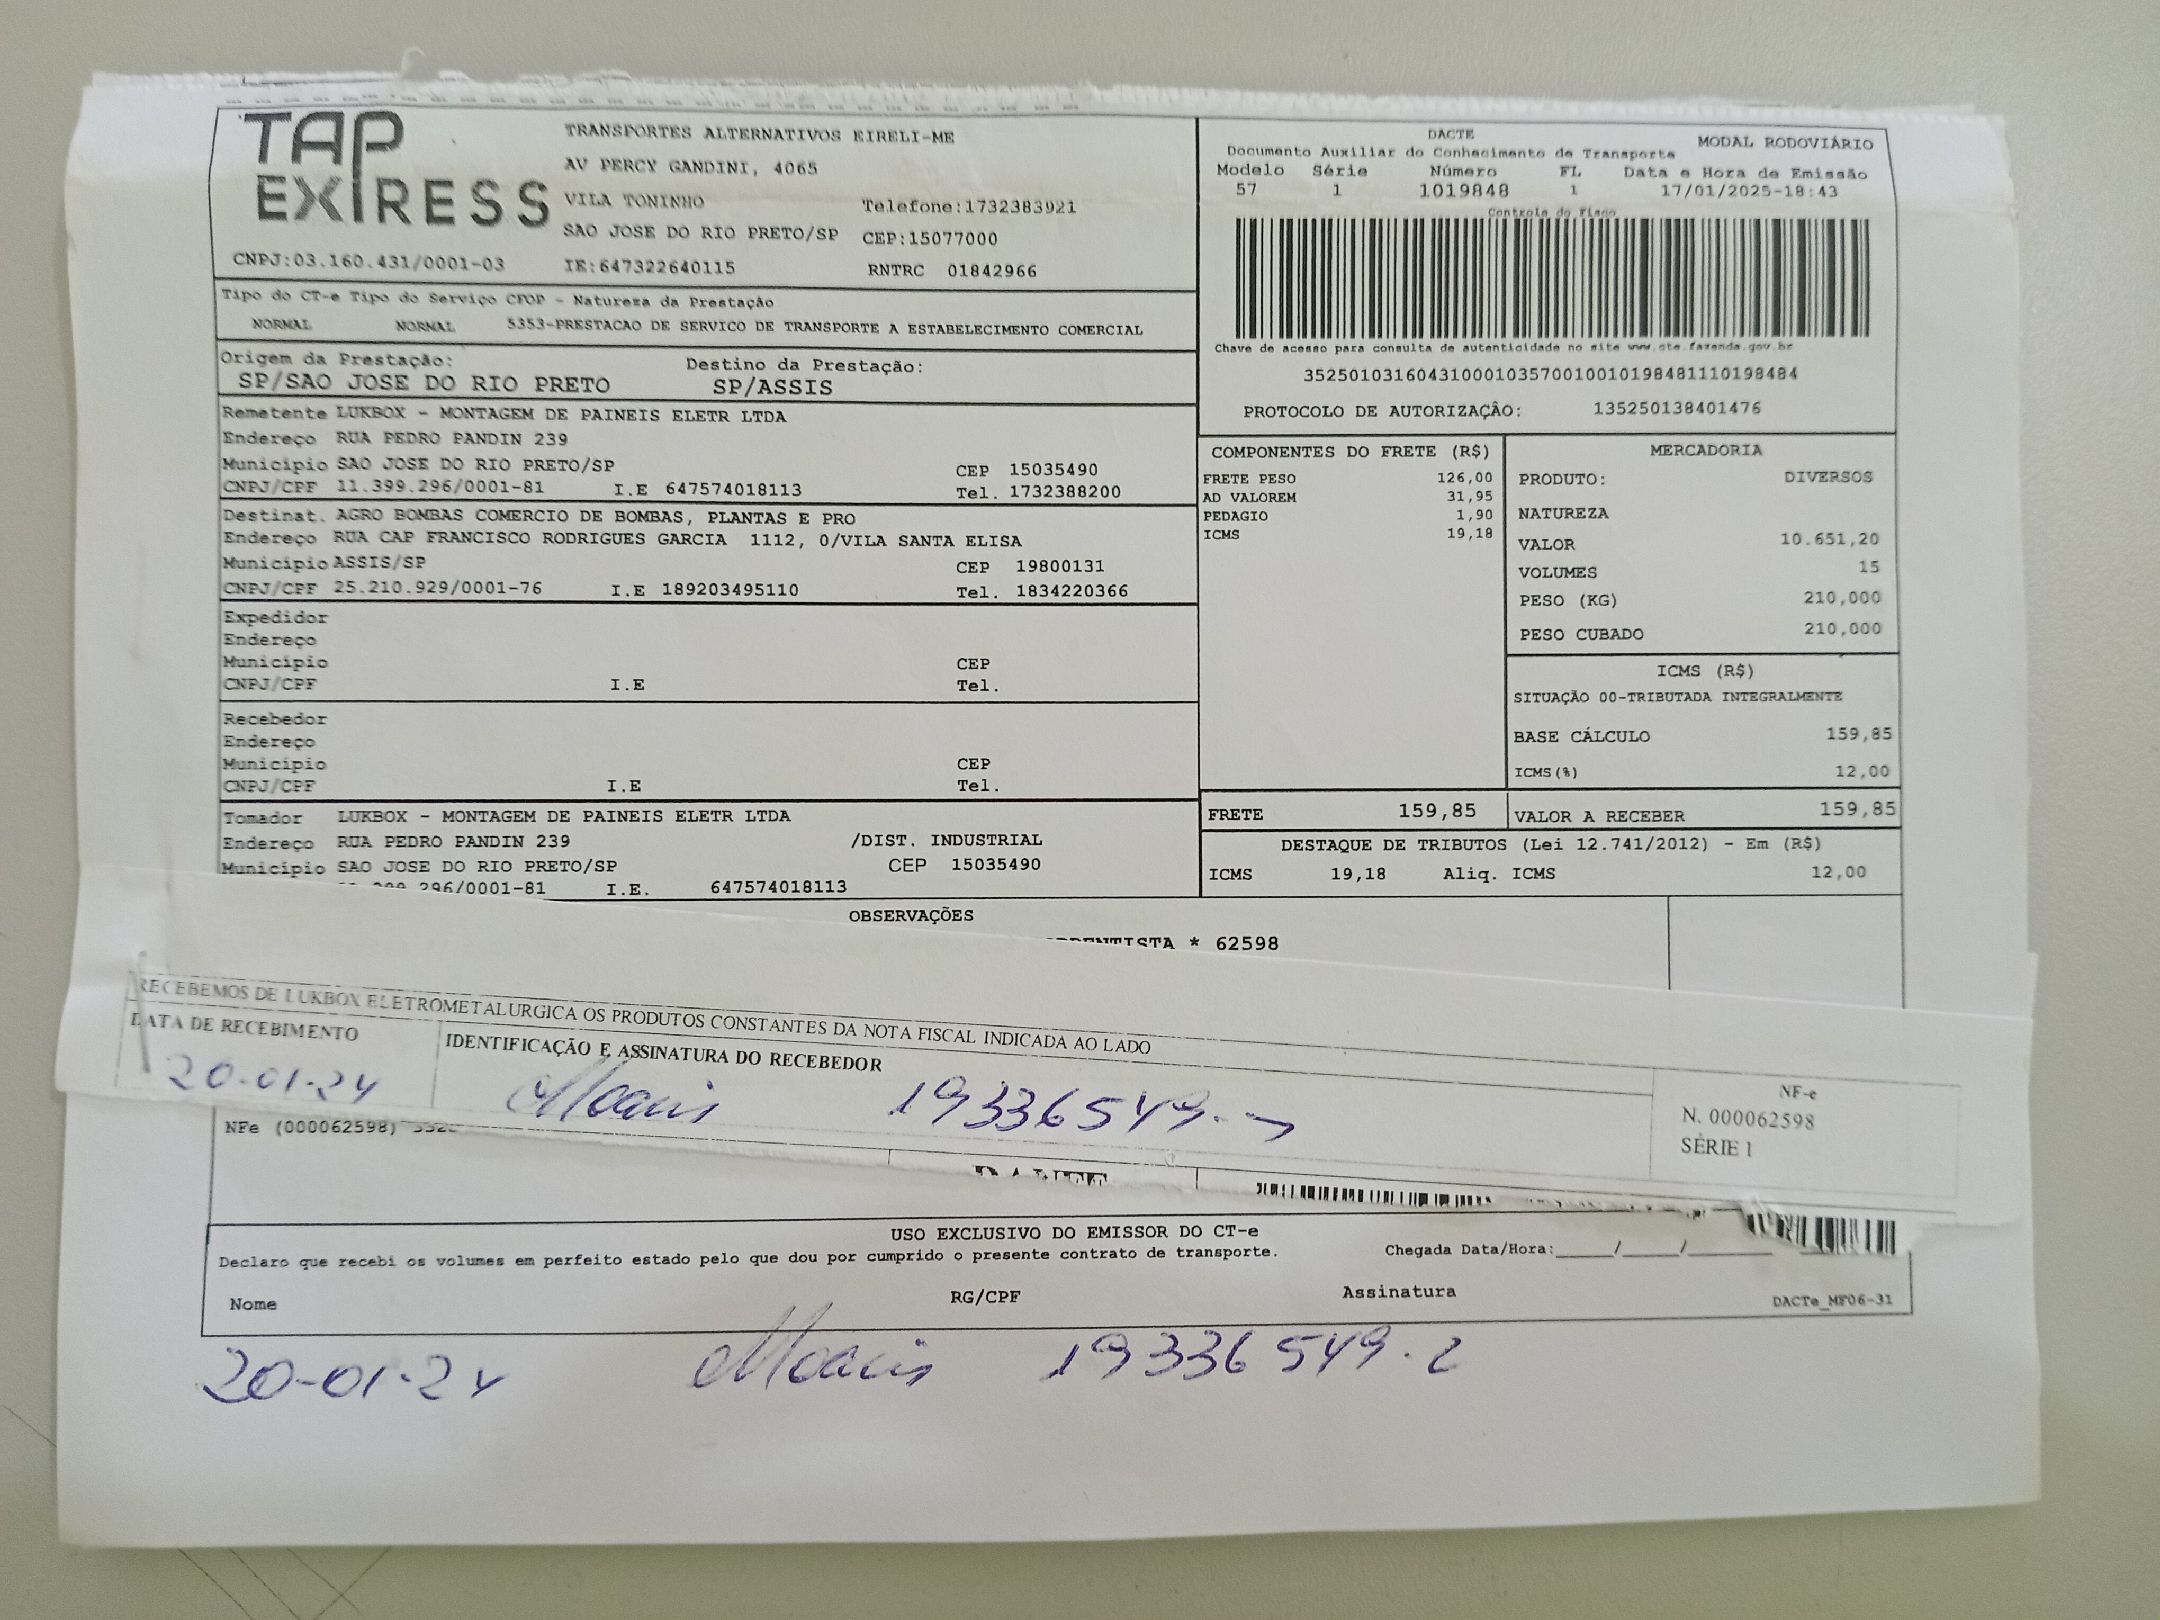 TAP EXPRESS
TRANSPORTES ALTERNATIVOS EIRELI-ME
AV PERCY GANDINI, 4065
VILA TONINHO Telefone:1732383921
SAO JOSE DO RIO PRETO/SP CEP:15077000
CNPJ:03.160.431/0001-03 IE:647322640115 RNTRC 01842966
DACTE MODAL RODOVIÁRIO
Documento Auxiliar do Conhecimento de Transporte
Modelo Série Número FL Data e Hora de Emissão
57 1 1019848 1 17/01/2025-18:43
Controle do Fisco
Chave de acesso para consulta de autenticidade no site www.cte.fazenda.gov.br
35250103160431000103570010010198481110198484
PROTOCOLO DE AUTORIZAÇÃO: 135250138401476
Tipo do CT-e Tipo do Serviço CFOP - Natureza da Prestação
NORMAL NORMAL 5353-PRESTACAO DE SERVICO DE TRANSPORTE A ESTABELECIMENTO COMERCIAL
Origem da Prestação: Destino da Prestação:
SP/SAO JOSE DO RIO PRETO SP/ASSIS
Remetente LUKBOX - MONTAGEM DE PAINEIS ELETR LTDA
Endereço RUA PEDRO PANDIN 239
Município SAO JOSE DO RIO PRETO/SP CEP 15035490
CNPJ/CPF 11.399.296/0001-81 I.E 647574018113 Tel. 1732388200
Destinat. AGRO BOMBAS COMERCIO DE BOMBAS, PLANTAS E PRO
Endereço RUA CAP FRANCISCO RODRIGUES GARCIA 1112, 0/VILA SANTA ELISA
Município ASSIS/SP CEP 19800131
CNPJ/CPF 25.210.929/0001-76 I.E 189203495110 Tel. 1834220366
Expedidor
Endereço
Município CEP
CNPJ/CPF I.E Tel.
Recebedor
Endereço
Município CEP
CNPJ/CPF I.E Tel.
Tomador LUKBOX - MONTAGEM DE PAINEIS ELETR LTDA
Endereço RUA PEDRO PANDIN 239 /DIST. INDUSTRIAL
Município SAO JOSE DO RIO PRETO/SP CEP 15035490
296/0001-81 I.E. 647574018113
COMPONENTES DO FRETE (R$)
FRETE PESO 126,00
AD VALOREM 31,95
PEDAGIO 1,90
ICMS 19,18
MERCADORIA
PRODUTO: DIVERSOS
NATUREZA
VALOR 10.651,20
VOLUMES 15
PESO (KG) 210,000
PESO CUBADO 210,000
ICMS (R$)
SITUAÇÃO 00-TRIBUTADA INTEGRALMENTE
BASE CÁLCULO 159,85
ICMS(%) 12,00
FRETE 159,85 VALOR A RECEBER 159,85
DESTAQUE DE TRIBUTOS (Lei 12.741/2012) - Em (R$)
ICMS 19,18 Aliq. ICMS 12,00
OBSERVAÇÕES
* 62598
RECEBEMOS DE LUKBOX ELETROMETALURGICA OS PRODUTOS CONSTANTES DA NOTA FISCAL INDICADA AO LADO
DATA DE RECEBIMENTO IDENTIFICAÇÃO E ASSINATURA DO RECEBEDOR
20-01-24 Moacir 19336549-2
NF-e
N. 000062598
SÉRIE 1
NFe (000062598)
USO EXCLUSIVO DO EMISSOR DO CT-e
Declaro que recebi os volumes em perfeito estado pelo que dou por cumprido o presente contrato de transporte. Chegada Data/Hora:_____/_____/________
Nome RG/CPF Assinatura DACTe_MF06-31
20-01-24 Moacir 19336549-2